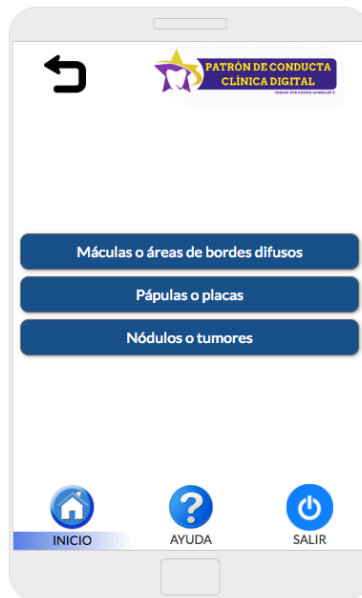 PATRÓN DE CONDUCTA
CLÍNICA DIGITAL
Máculas o áreas de bordes difusos
Pápulas o placas
Nódulos o tumores
INICIO AYUDA SALIR